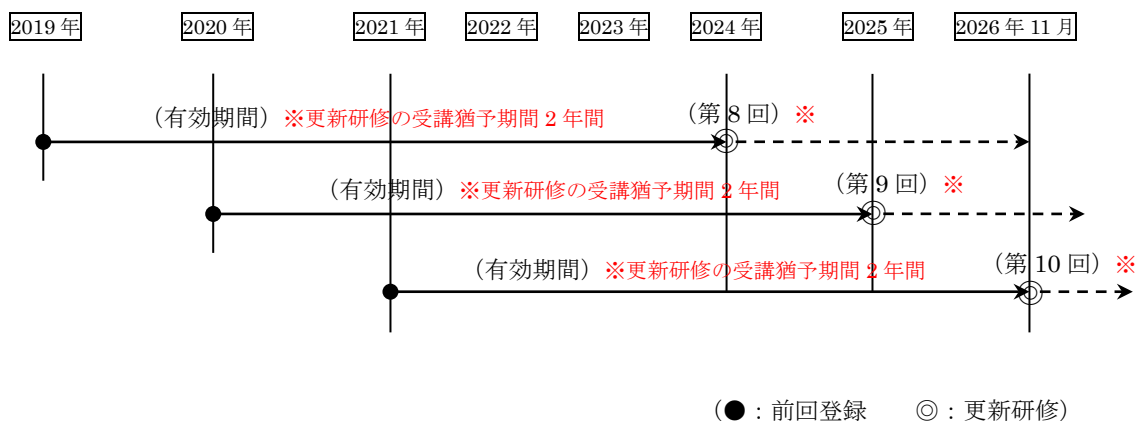 2019年 2020年 2021年 2022年 2023年 2024年 2025年 2026年11月
（有効期間）※更新研修の受講猶予期間2年間 （第8回）※
（有効期間）※更新研修の受講猶予期間2年間 （第9回）※
（有効期間）※更新研修の受講猶予期間2年間 （第10回）※
（●：前回登録 ◎：更新研修）